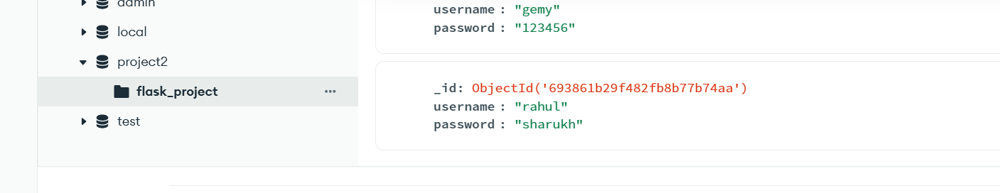 admin
local
project2
flask_project
test
username : "gemy"
password : "123456"
_id: ObjectId('693861b29f482fb8b77b74aa')
username : "rahul"
password : "sharukh"